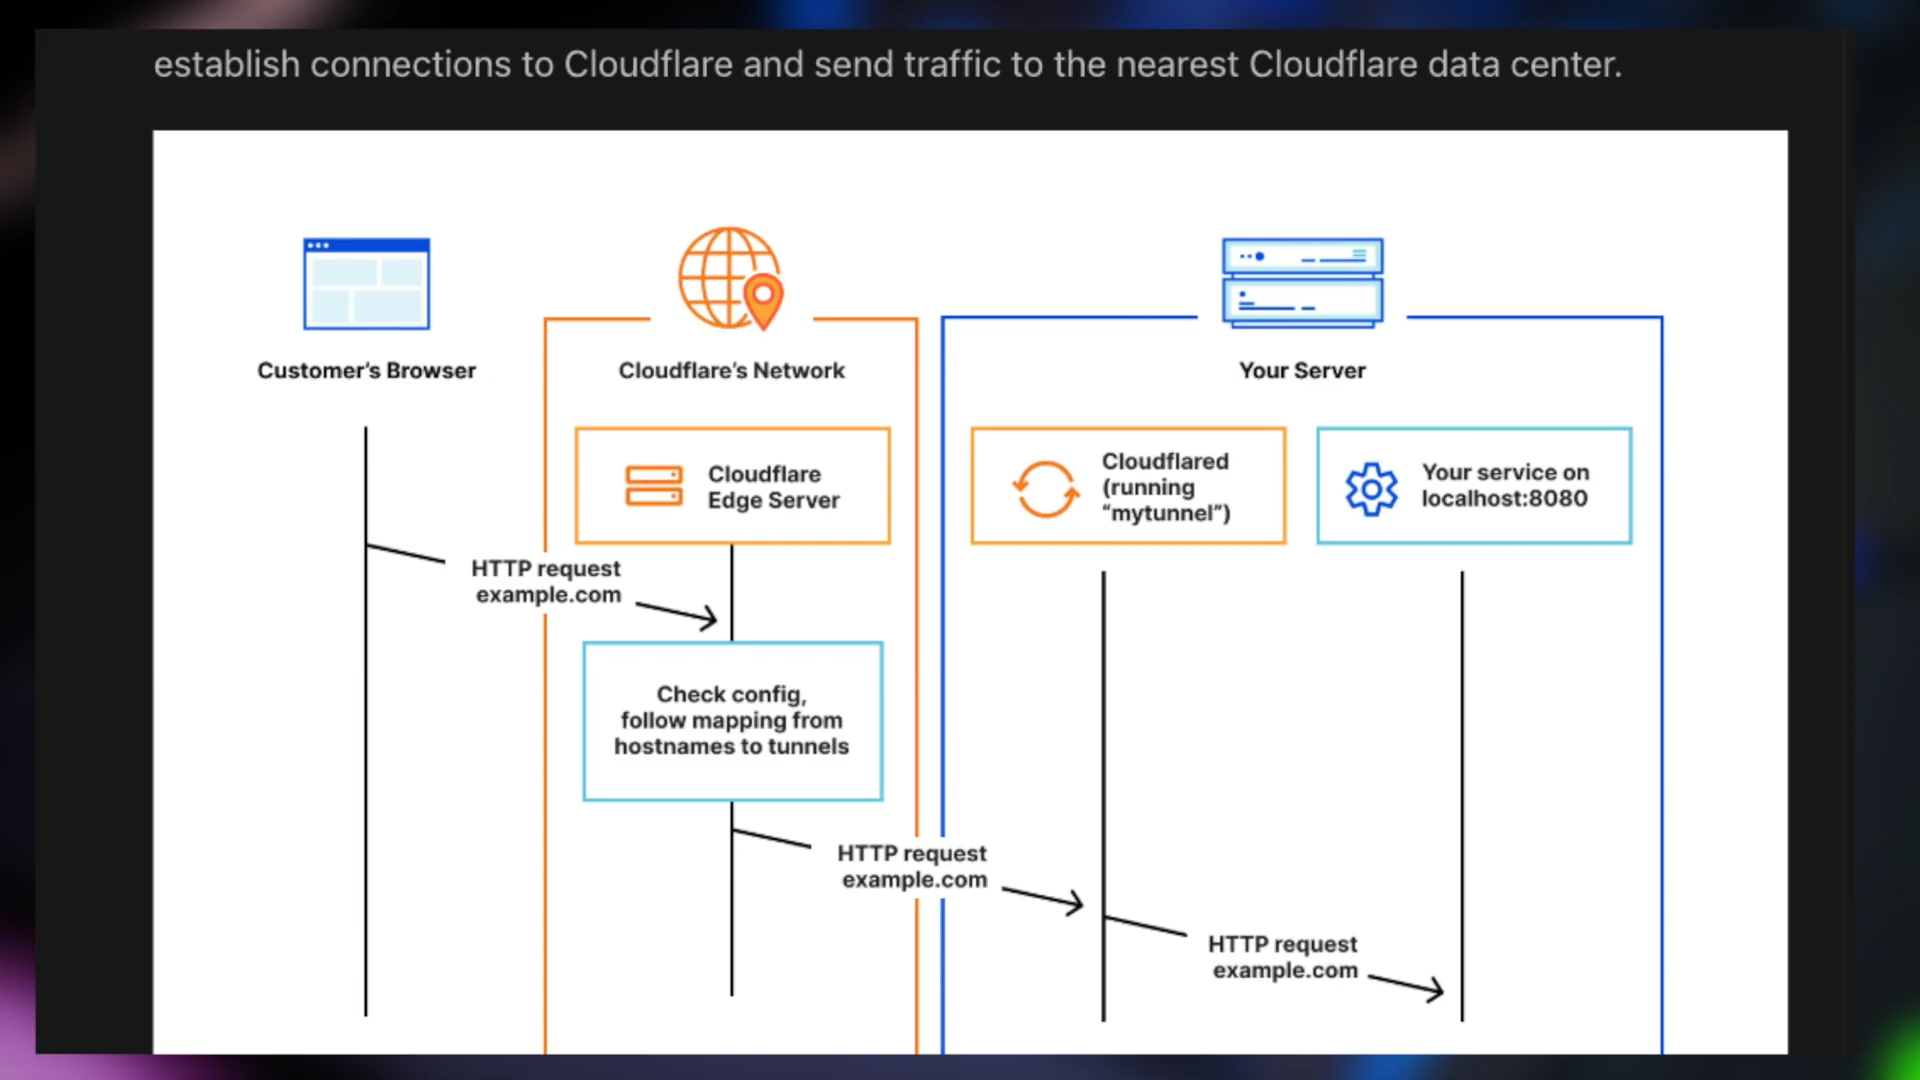 establish connections to Cloudflare and send traffic to the nearest Cloudflare data center.
Customer’s Browser
Cloudflare’s Network
Your Server
Cloudflare
Edge Server
Cloudflared
(running
“mytunnel”)
Your service on
localhost:8080
HTTP request
example.com
Check config,
follow mapping from
hostnames to tunnels
HTTP request
example.com
HTTP request
example.com